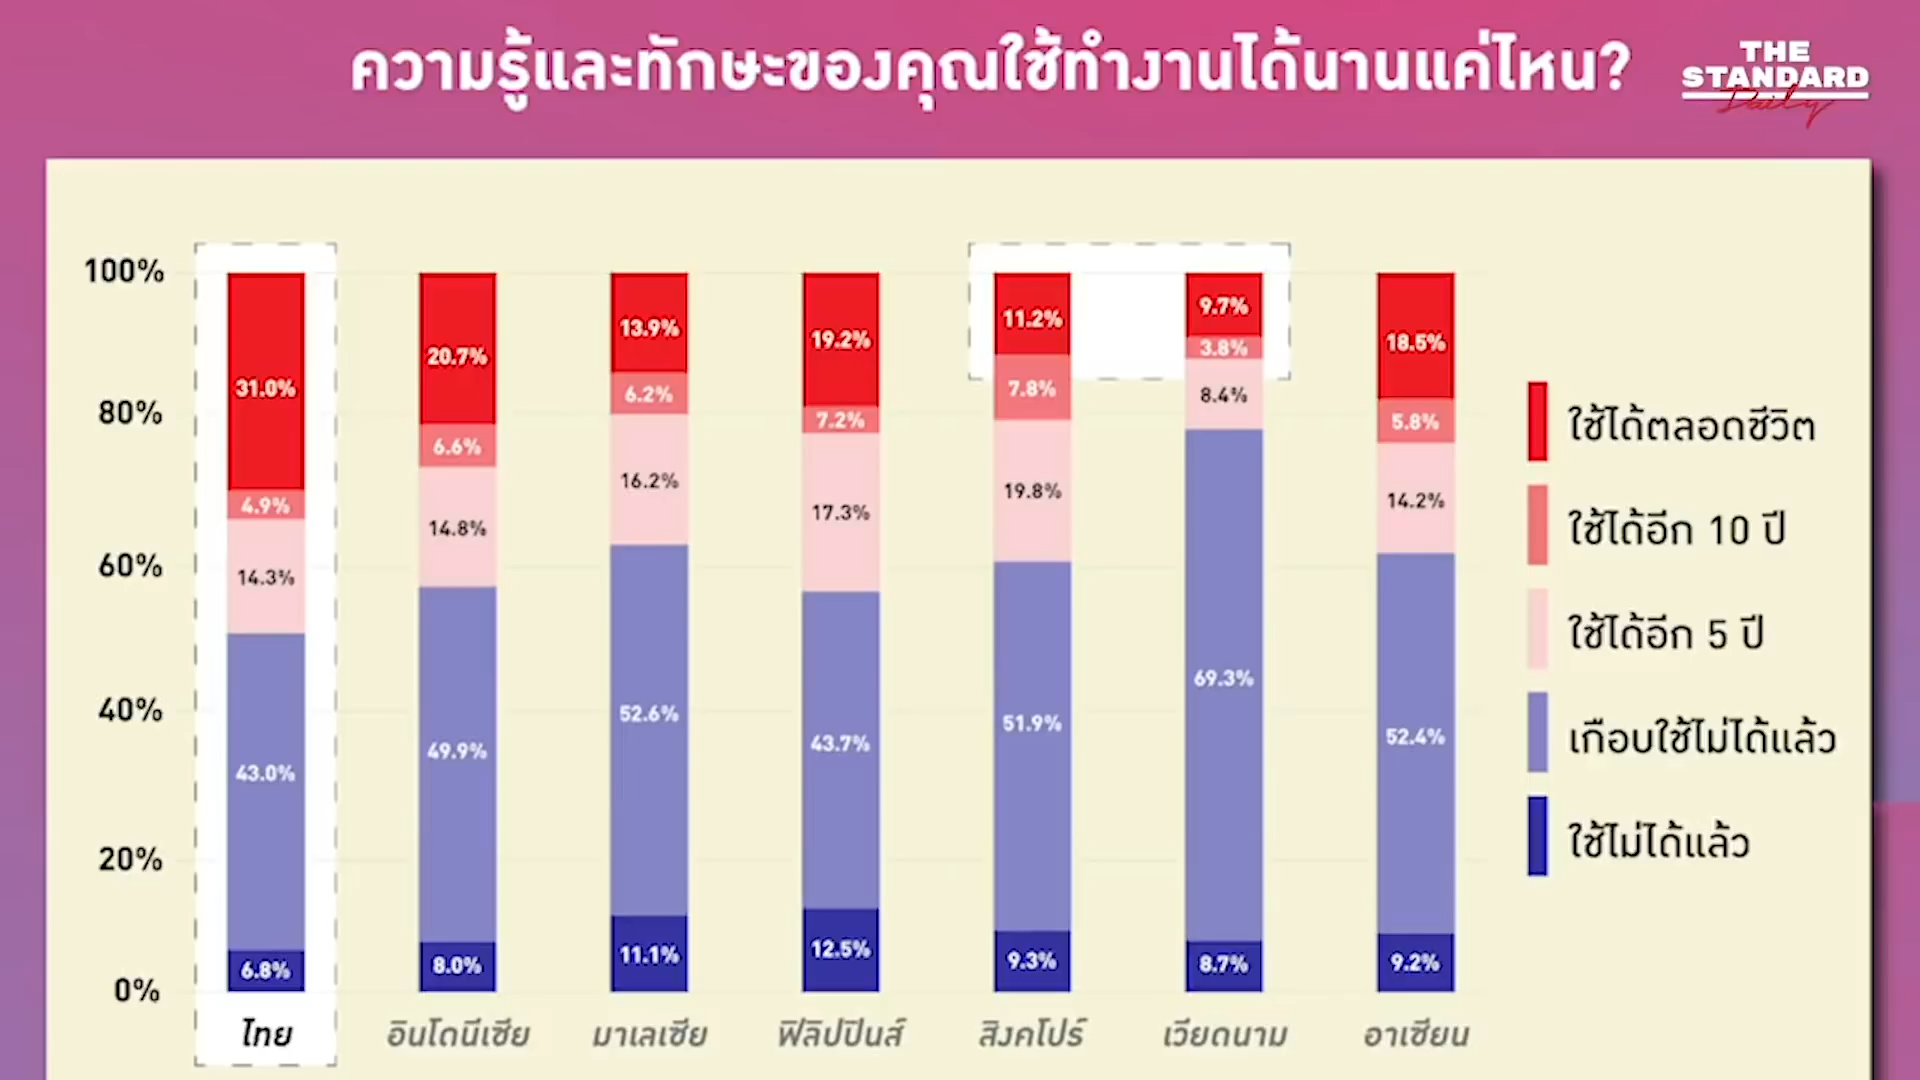 ความรู้และทักษะของคุณใช้ทำงานได้นานแค่ไหน?
THE
STANDARD
Daily
100%
80%
60%
40%
20%
0%
31.0%
4.9%
14.3%
43.0%
6.8%
ไทย
20.7%
6.6%
14.8%
49.9%
8.0%
อินโดนีเซีย
13.9%
6.2%
16.2%
52.6%
11.1%
มาเลเซีย
19.2%
7.2%
17.3%
43.7%
12.5%
ฟิลิปปินส์
11.2%
7.8%
19.8%
51.9%
9.3%
สิงคโปร์
9.7%
3.8%
8.4%
69.3%
8.7%
เวียดนาม
18.5%
5.8%
14.2%
52.4%
9.2%
อาเซียน
ใช้ได้ตลอดชีวิต
ใช้ได้อีก 10 ปี
ใช้ได้อีก 5 ปี
เกือบใช้ไม่ได้แล้ว
ใช้ไม่ได้แล้ว